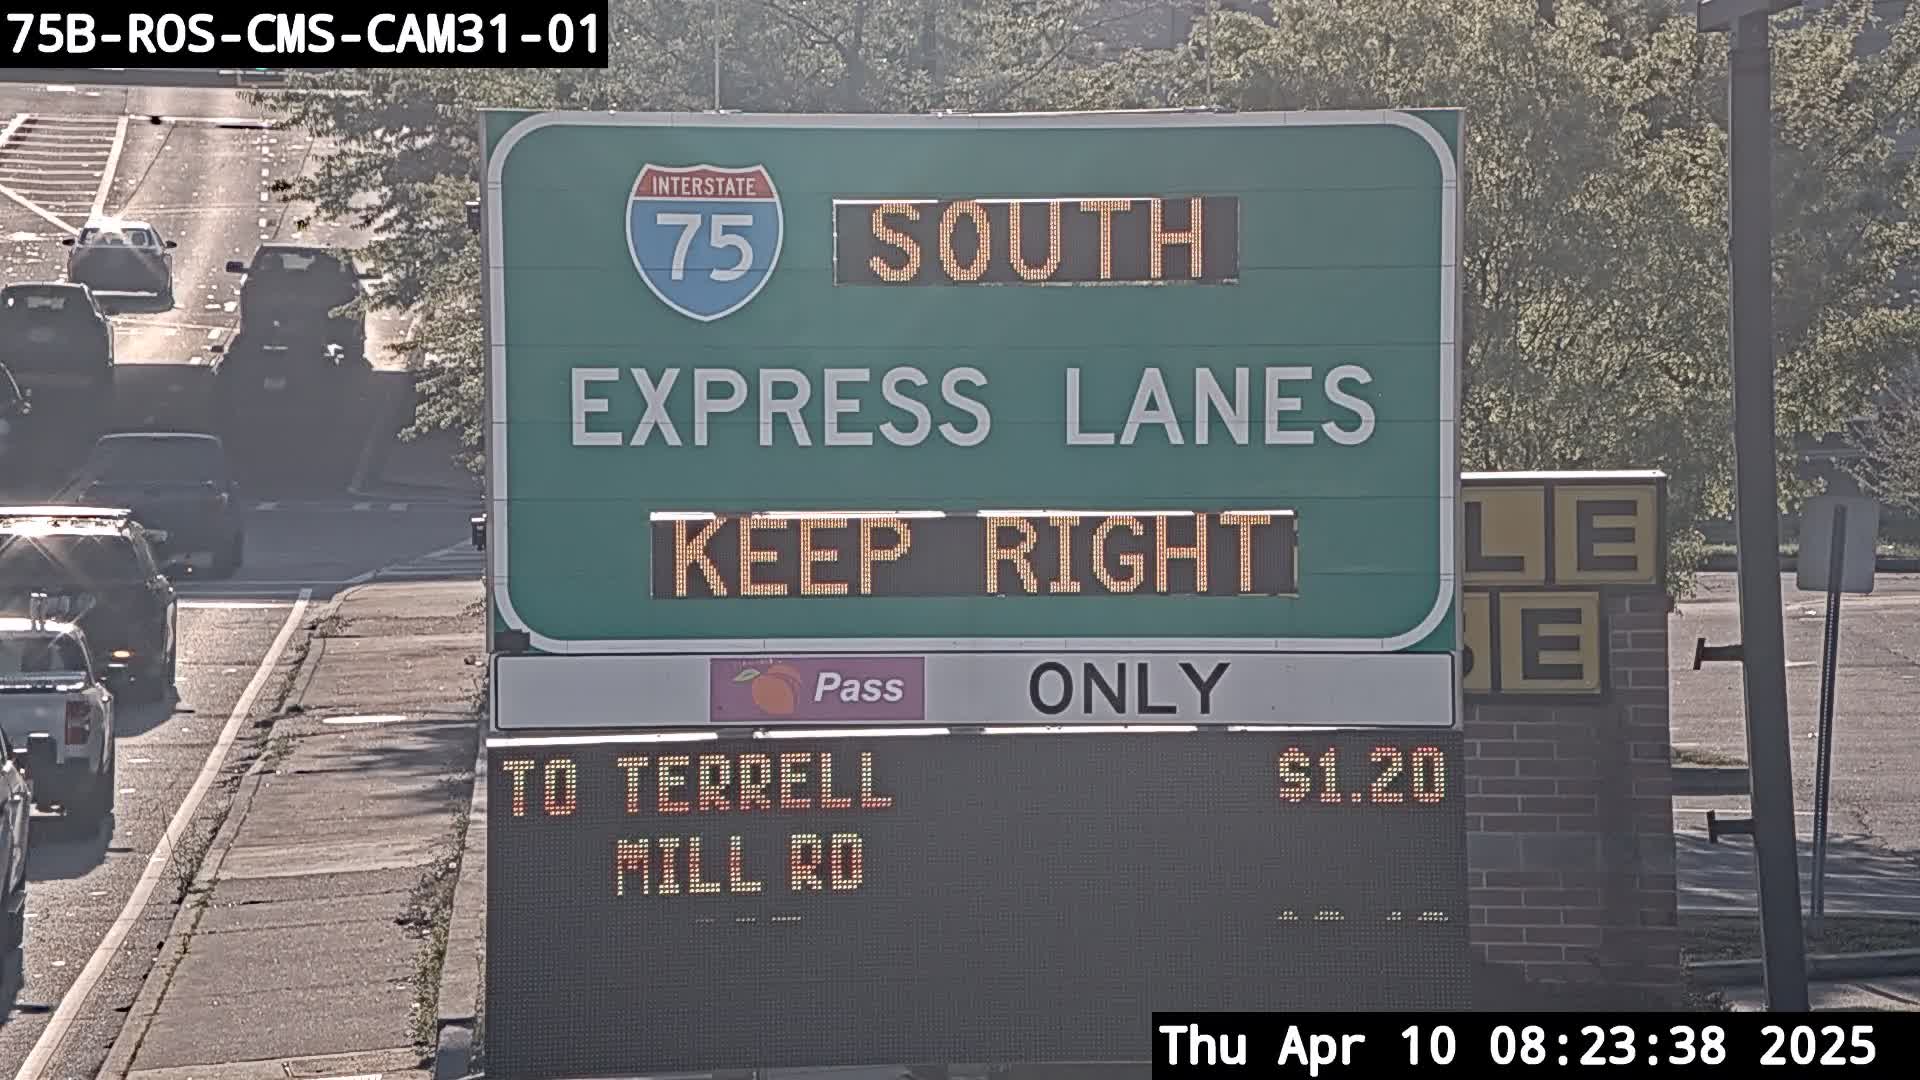 75B-ROS-CMS-CAM31-01
INTERSTATE
75
SOUTH
EXPRESS LANES
KEEP RIGHT
LE
E
Pass ONLY
TO TERRELL $1.20
MILL RD
Thu Apr 10 08:23:38 2025